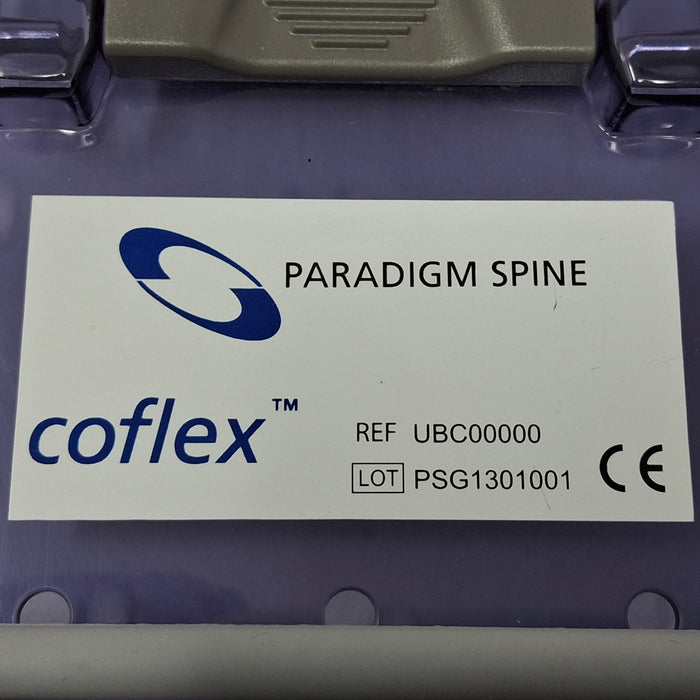 PARADIGM SPINE
coflex™
REF UBC00000
LOT PSG1301001
CE